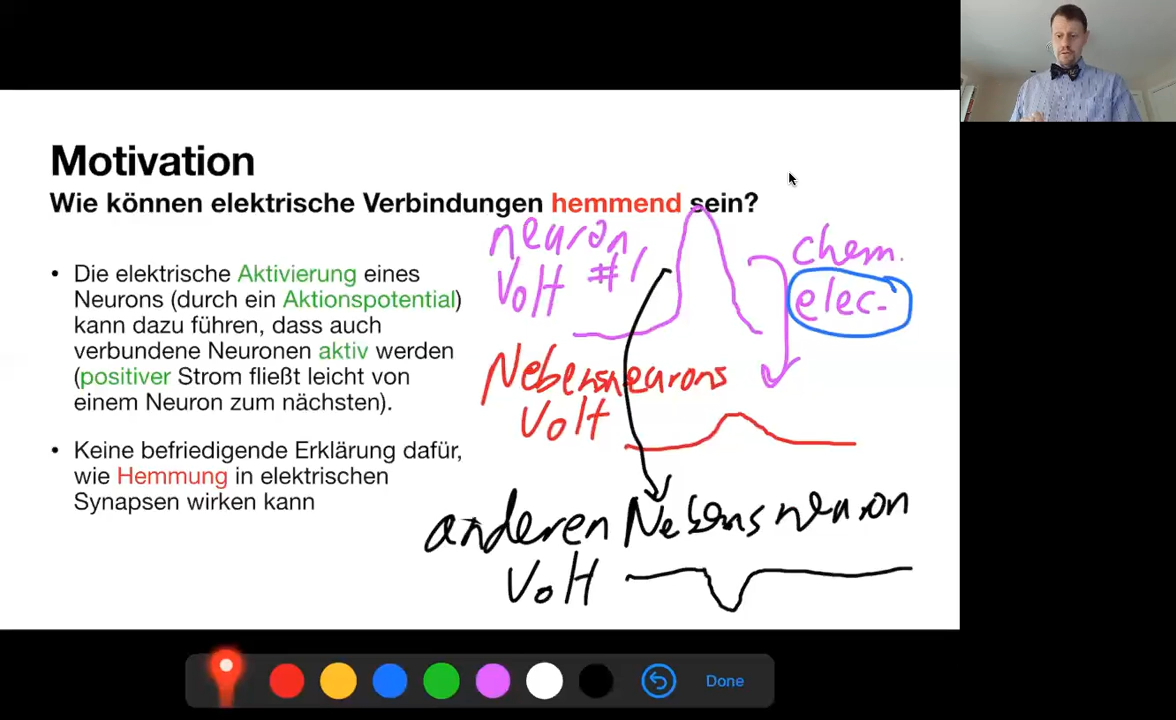 Motivation
Wie können elektrische Verbindungen hemmend sein?
• Die elektrische Aktivierung eines
Neurons (durch ein Aktionspotential)
kann dazu führen, dass auch
verbundene Neuronen aktiv werden
(positiver Strom fließt leicht von
einem Neuron zum nächsten).
• Keine befriedigende Erklärung dafür,
wie Hemmung in elektrischen
Synapsen wirken kann
neuron,
Volt #1
chem.
elec.
Nebensneurons
Volt
anderen Nebensneuron
Volt
Done